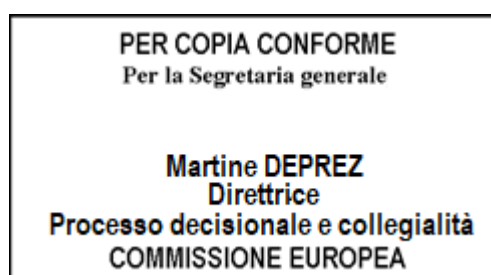 PER COPIA CONFORME
Per la Segretaria generale
Martine DEPREZ
Direttrice
Processo decisionale e collegialità
COMMISSIONE EUROPEA